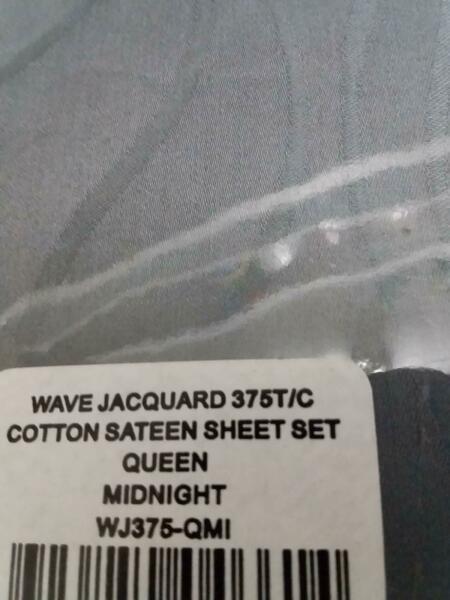 WAVE JACQUARD 375T/C
COTTON SATEEN SHEET SET
QUEEN
MIDNIGHT
WJ375-QMI